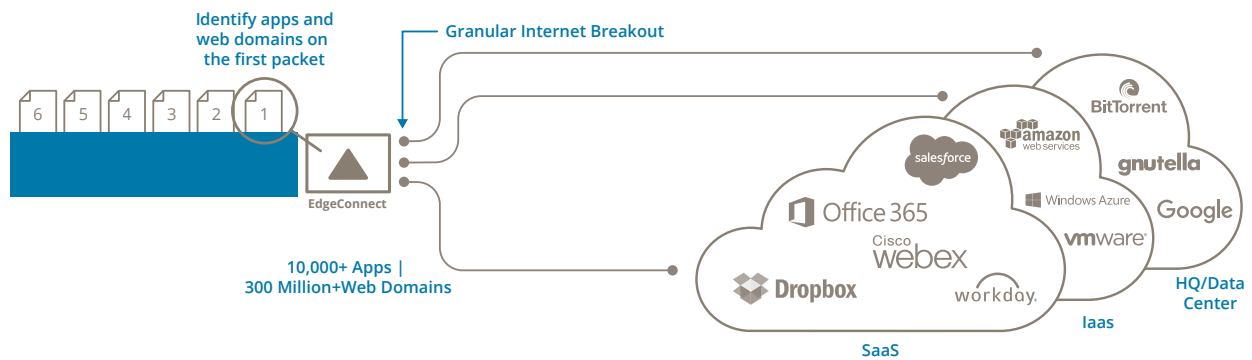 Identify apps and
web domains on
the first packet
Granular Internet Breakout
6 5 4 3 2 1
EdgeConnect
10,000+ Apps |
300 Million+Web Domains
salesforce
Office 365
Cisco
webex
Dropbox
workday.
SaaS
amazon
web services
Windows Azure
vmware®
Iaas
BitTorrent
gnutella
Google
HQ/Data
Center